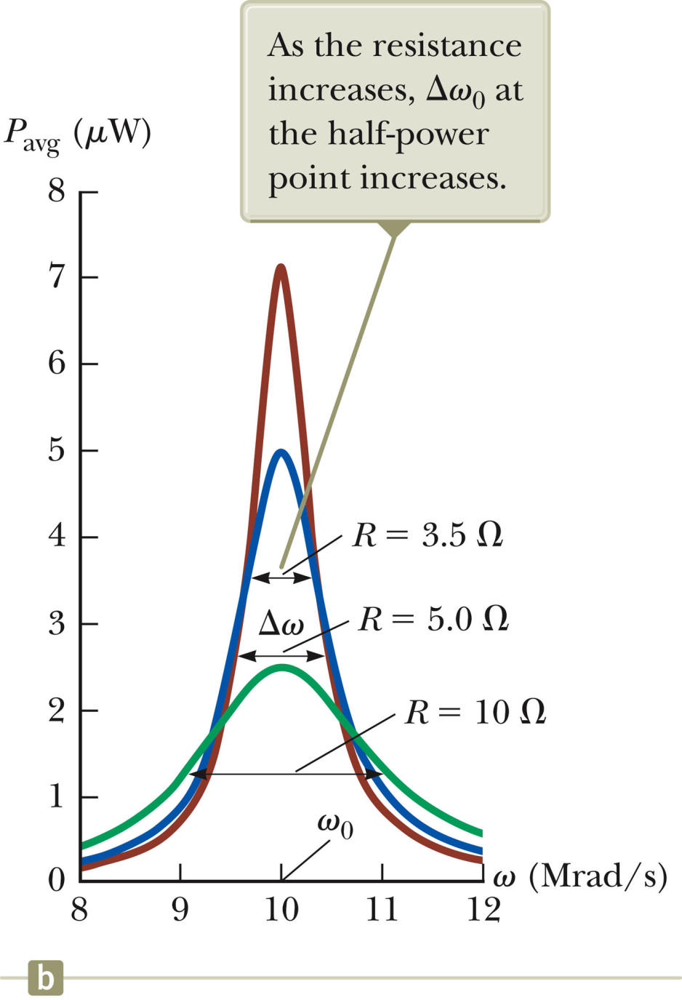 As the resistance
increases, Δω₀ at
the half-power
point increases.
P_avg (μW)
8
7
6
5
4
R = 3.5 Ω
3
Δω
R = 5.0 Ω
2
R = 10 Ω
1
ω₀
0
ω (Mrad/s)
8 9 10 11 12
b